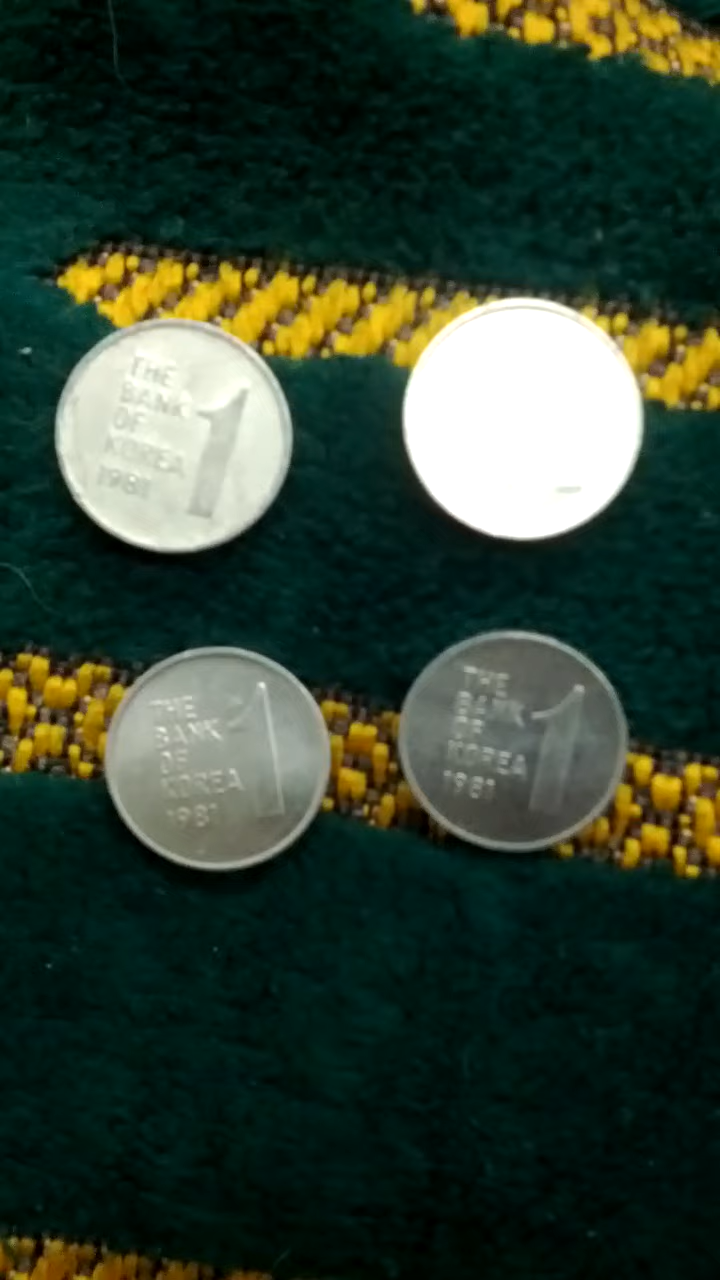 THE
BANK
OF
KOREA
1981
1
THE
BANK
OF
KOREA
1981
1
THE
BANK
OF
KOREA
1981
1